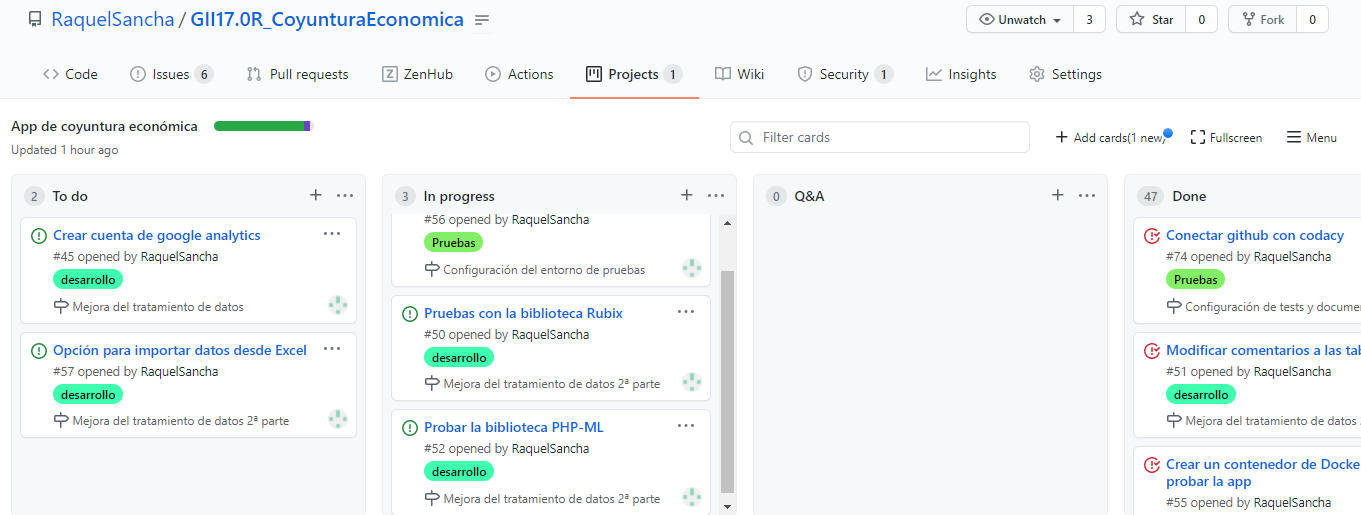 RaquelSancha / GII17.0R_CoyunturaEconomica
Unwatch 3 Star 0 Fork 0
Code Issues 6 Pull requests ZenHub Actions Projects 1 Wiki Security 1 Insights Settings
App de coyuntura económica
Updated 1 hour ago
Filter cards
Add cards(1 new) Fullscreen Menu
2 To do
Crear cuenta de google analytics
#45 opened by RaquelSancha
desarrollo
Mejora del tratamiento de datos
Opción para importar datos desde Excel
#57 opened by RaquelSancha
desarrollo
Mejora del tratamiento de datos 2ª parte
3 In progress
#56 opened by RaquelSancha
Pruebas
Configuración del entorno de pruebas
Pruebas con la biblioteca Rubix
#50 opened by RaquelSancha
desarrollo
Mejora del tratamiento de datos 2ª parte
Probar la biblioteca PHP-ML
#52 opened by RaquelSancha
desarrollo
Mejora del tratamiento de datos 2ª parte
0 Q&A
47 Done
Conectar github con codacy
#74 opened by RaquelSancha
Pruebas
Configuración de tests y docume
Modificar comentarios a las tab
#51 opened by RaquelSancha
desarrollo
Mejora del tratamiento de datos
Crear un contenedor de Docke
probar la app
#55 opened by RaquelSancha